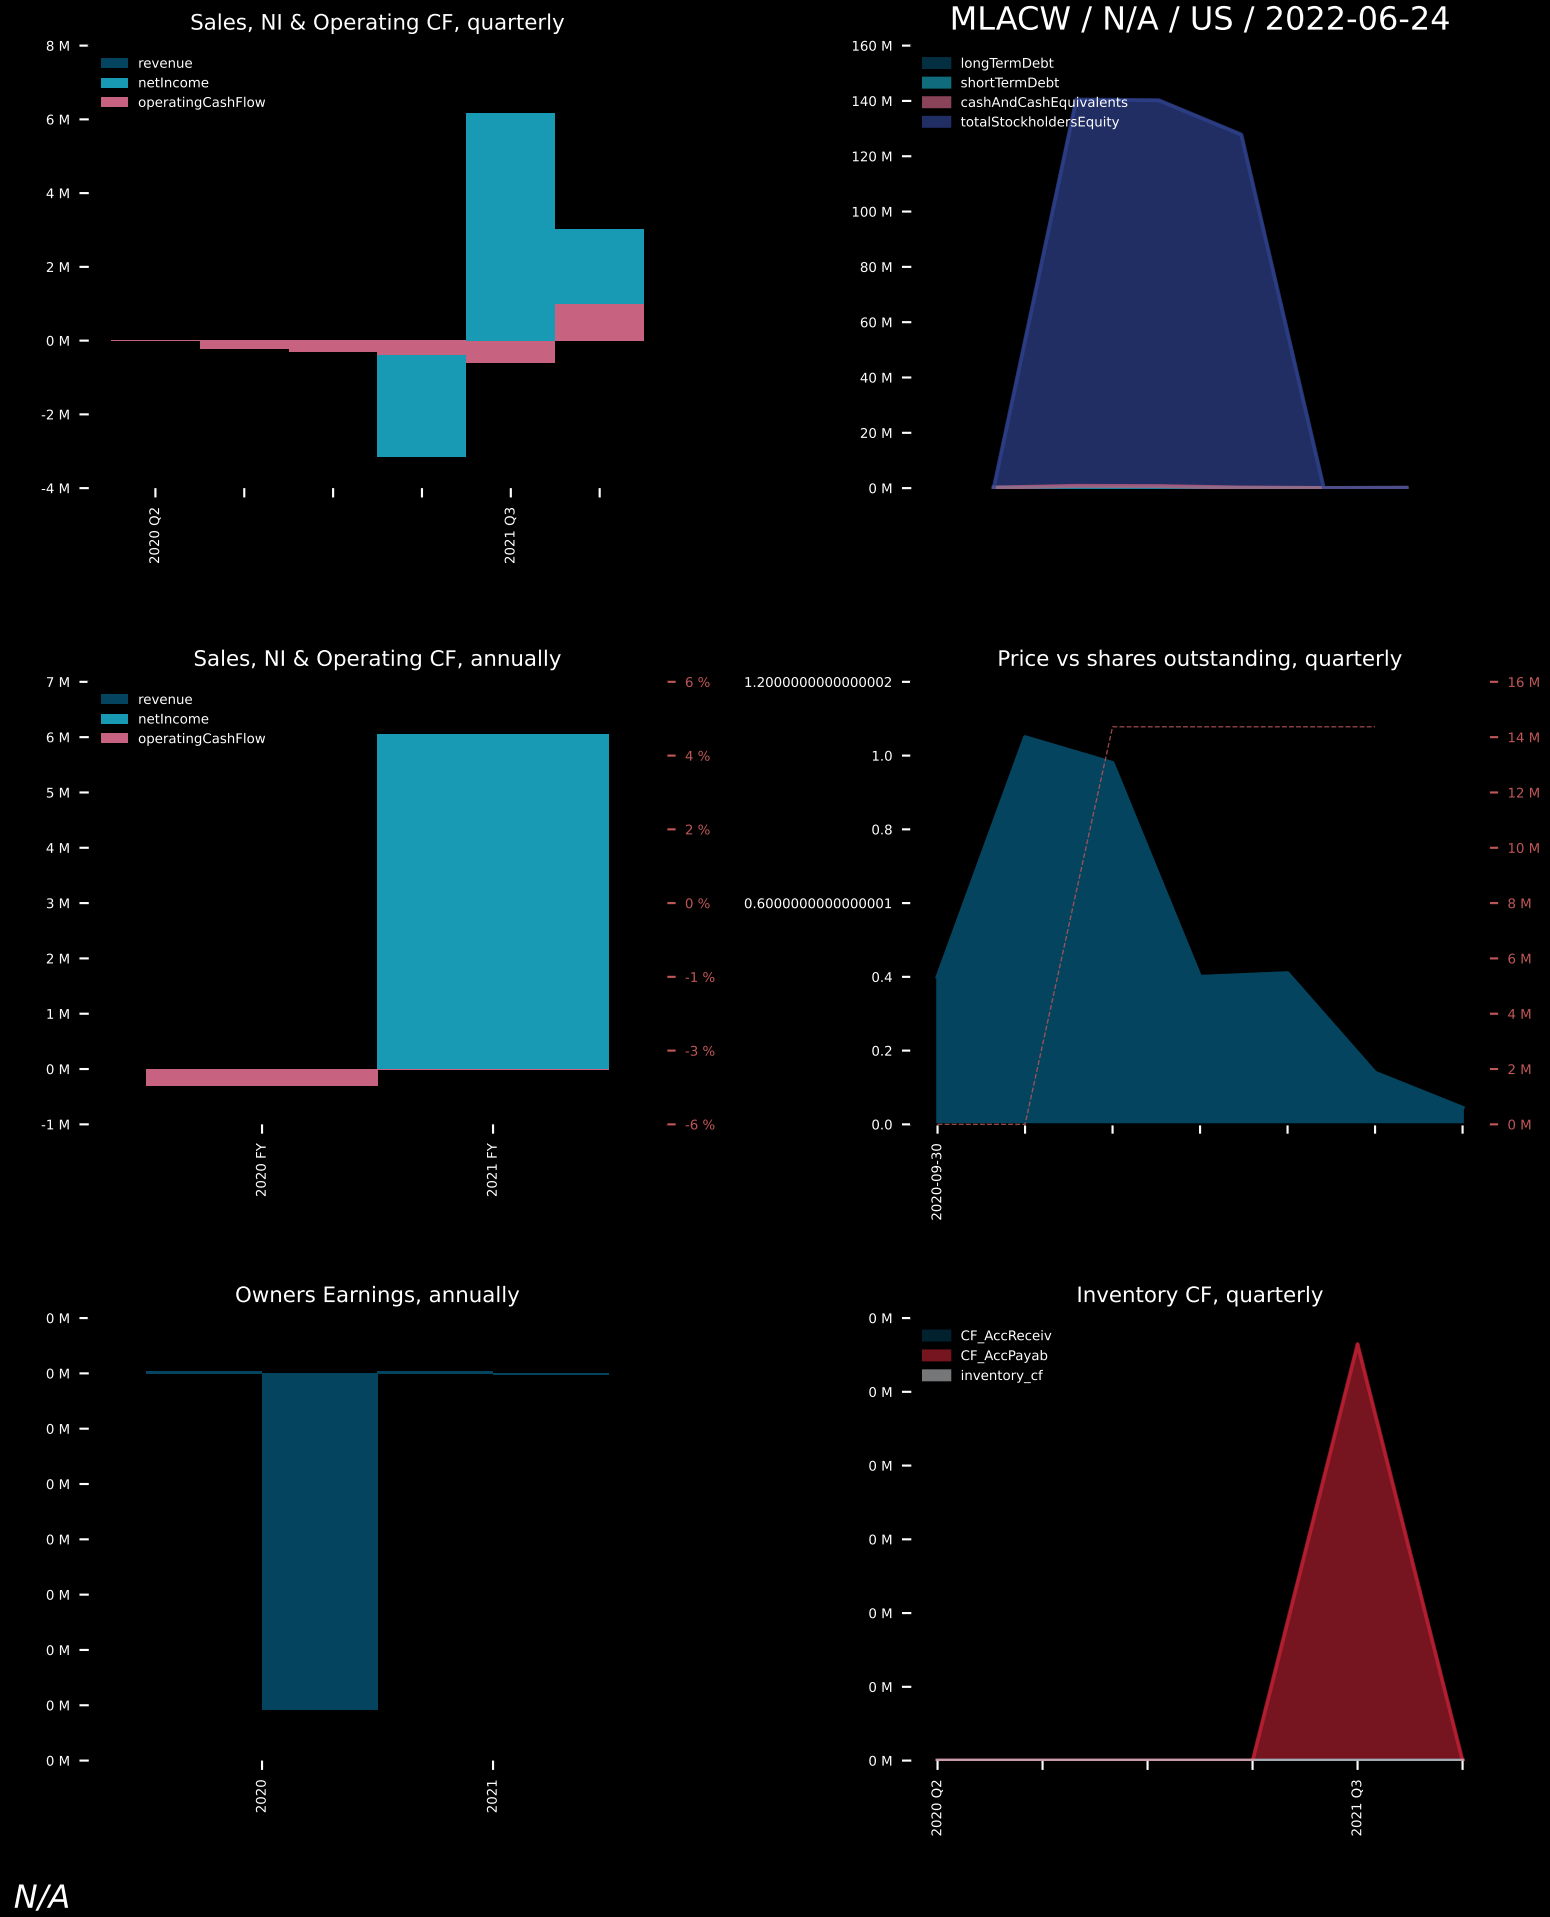 Sales, NI & Operating CF, quarterly
8 M
6 M
4 M
2 M
0 M
-2 M
-4 M
revenue
netIncome
operatingCashFlow
2020 Q2
2021 Q3
MLACW / N/A / US / 2022-06-24
160 M
140 M
120 M
100 M
80 M
60 M
40 M
20 M
0 M
longTermDebt
shortTermDebt
cashAndCashEquivalents
totalStockholdersEquity
Sales, NI & Operating CF, annually
7 M
6 M
5 M
4 M
3 M
2 M
1 M
0 M
-1 M
revenue
netIncome
operatingCashFlow
6 %
4 %
2 %
0 %
-1 %
-3 %
-6 %
2020 FY
2021 FY
Price vs shares outstanding, quarterly
1.2000000000000002
1.0
0.8
0.6000000000000001
0.4
0.2
0.0
16 M
14 M
12 M
10 M
8 M
6 M
4 M
2 M
0 M
2020-09-30
Owners Earnings, annually
0 M
0 M
0 M
0 M
0 M
0 M
0 M
0 M
0 M
2020
2021
Inventory CF, quarterly
0 M
0 M
0 M
0 M
0 M
0 M
0 M
CF_AccReceiv
CF_AccPayab
inventory_cf
2020 Q2
2021 Q3
N/A